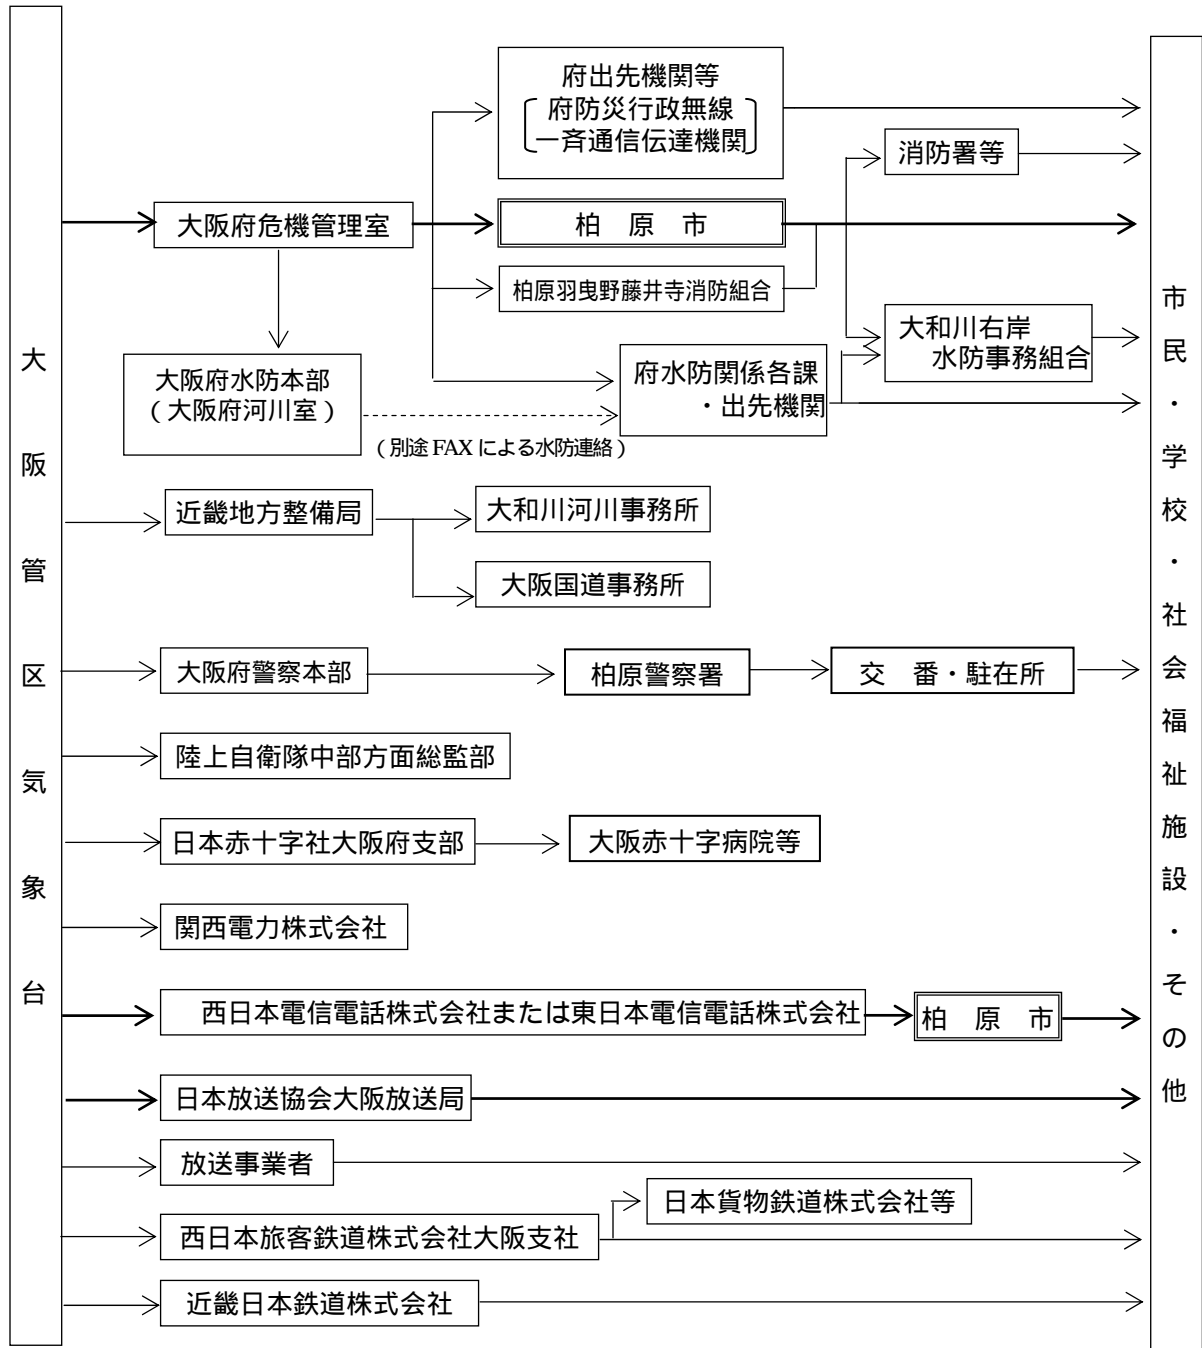 大阪管区気象台
府出先機関等
府防災行政無線
一斉通信伝達機関
消防署等
大阪府危機管理室
柏　原　市
柏原羽曳野藤井寺消防組合
大和川右岸
水防事務組合
大阪府水防本部
（大阪府河川室）
府水防関係各課
・出先機関
（別途 FAX による水防連絡）
近畿地方整備局
大和川河川事務所
大阪国道事務所
大阪府警察本部
柏原警察署
交　番・駐在所
陸上自衛隊中部方面総監部
日本赤十字社大阪府支部
大阪赤十字病院等
関西電力株式会社
西日本電信電話株式会社または東日本電信電話株式会社
柏　原　市
日本放送協会大阪放送局
放送事業者
日本貨物鉄道株式会社等
西日本旅客鉄道株式会社大阪支社
近畿日本鉄道株式会社
市民・学校・社会福祉施設・その他